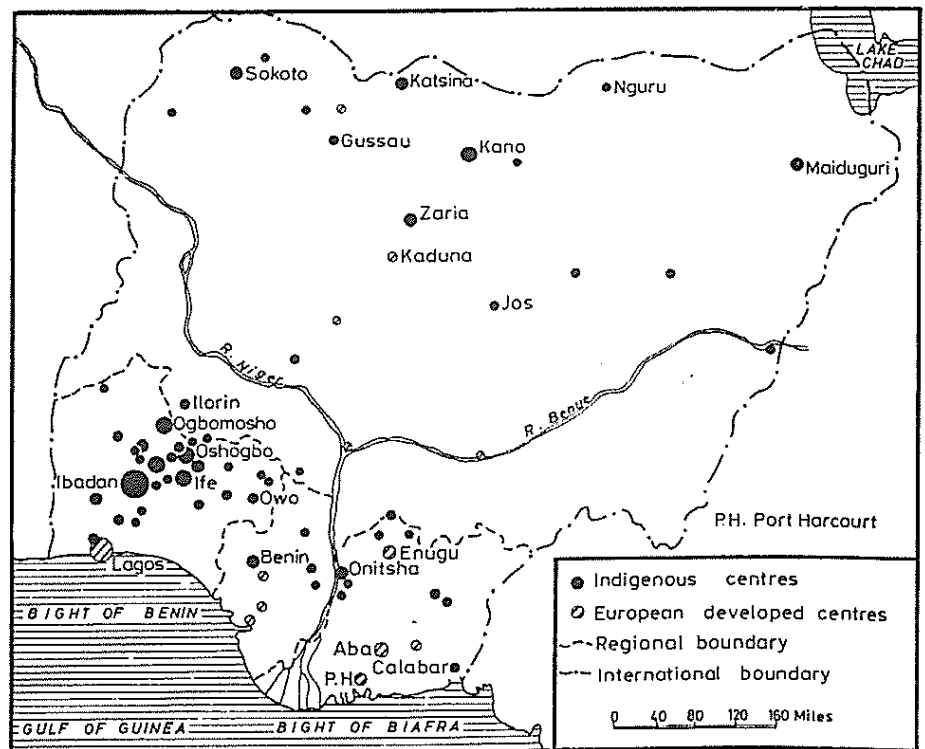 LAKE
CHAD
Sokoto
Katsina
Nguru
Gussau
Kano
Maiduguri
Zaria
Kaduna
Jos
R. Niger
R. Benue
Ilorin
Ogbomosho
Oshogbo
Ibadan
Ife
Owo
P.H. Port Harcourt
Lagos
Benin
Enugu
Onitsha
BIGHT OF BENIN
Aba
Calabar
P.H
GULF OF GUINEA
BIGHT OF BIAFRA
Indigenous centres
European developed centres
Regional boundary
International boundary
0 40 80 120 160 Miles